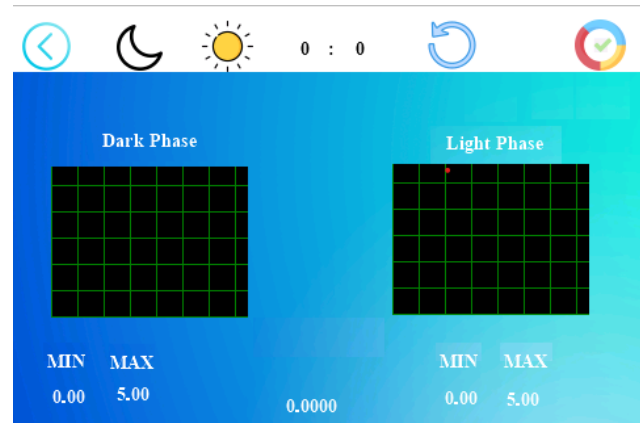 0 : 0
Dark Phase
Light Phase
MIN MAX
0.00 5.00
MIN MAX
0.00 5.00
0.0000